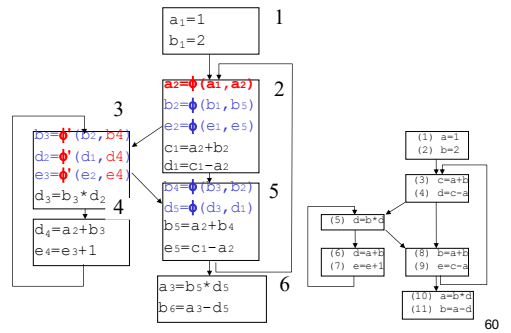 1
a1=1
b1=2
2
a2=ϕ(a1,a2)
b2=ϕ(b1,b5)
e2=ϕ(e1,e5)
c1=a2+b2
d1=c1-a2
3
b3=ϕ'(b2,b4)
d2=ϕ'(d1,d4)
e3=ϕ'(e2,e4)
d3=b3*d2
4
d4=a2+b3
e4=e3+1
5
b4=ϕ(b3,b2)
d5=ϕ(d3,d1)
b5=a2+b4
e5=c1-a2
6
a3=b5*d5
b6=a3-d5
(1) a=1
(2) b=2
(3) c=a+b
(4) d=c-a
(5) d=b*d
(6) d=a+b
(7) e=e+1
(8) b=a+b
(9) e=c-a
(10) a=b*d
(11) b=a-d
60